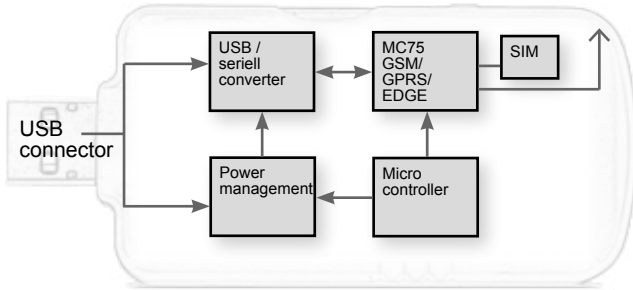 USB /
seriell
converter
MC75
GSM/
GPRS/
EDGE
SIM
USB
connector
Power
management
Micro
controller